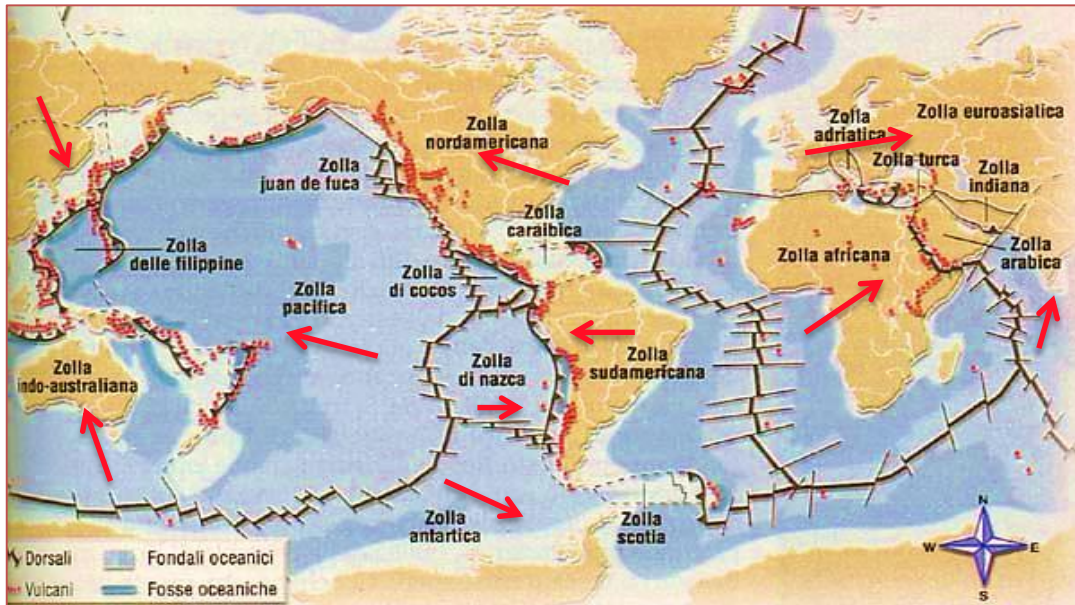 Zolla
nordamericana
Zolla
juan de fuca
Zolla
caraibica
Zolla
adriatica
Zolla euroasiatica
Zolla turca
Zolla
indiana
Zolla
delle filippine
Zolla
di cocos
Zolla
pacifica
Zolla africana
Zolla
arabica
Zolla
indo-australiana
Zolla
di nazca
Zolla
sudamericana
Zolla
antartica
Zolla
scotia
N
W
E
S
Dorsali
Fondali oceanici
Vulcani
Fosse oceaniche